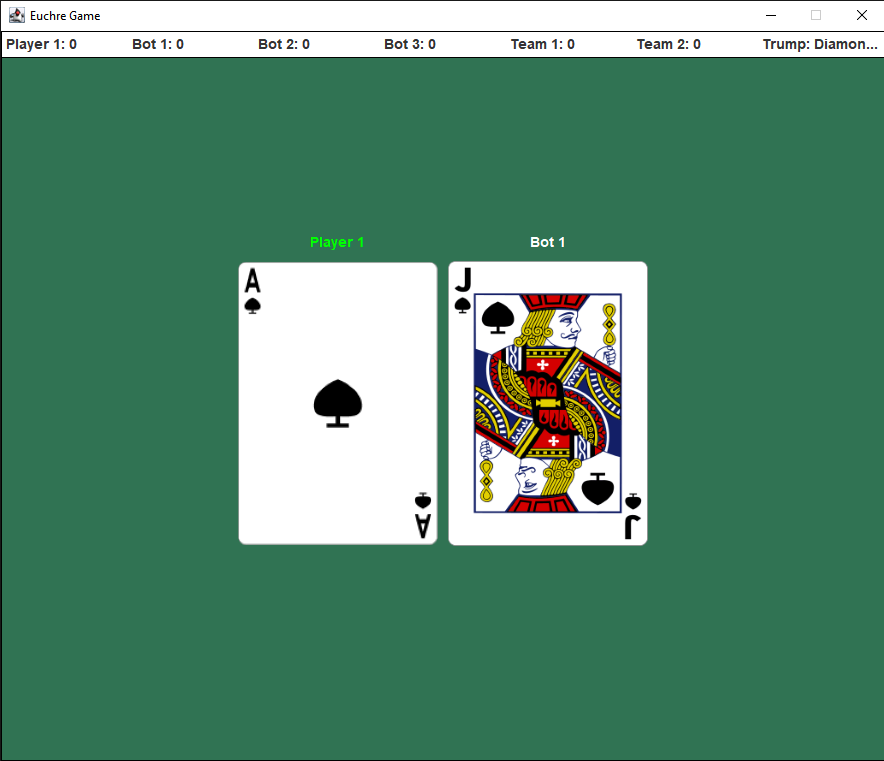 Euchre Game
Player 1: 0 Bot 1: 0 Bot 2: 0 Bot 3: 0 Team 1: 0 Team 2: 0 Trump: Diamon...
Player 1 Bot 1
A J
A J